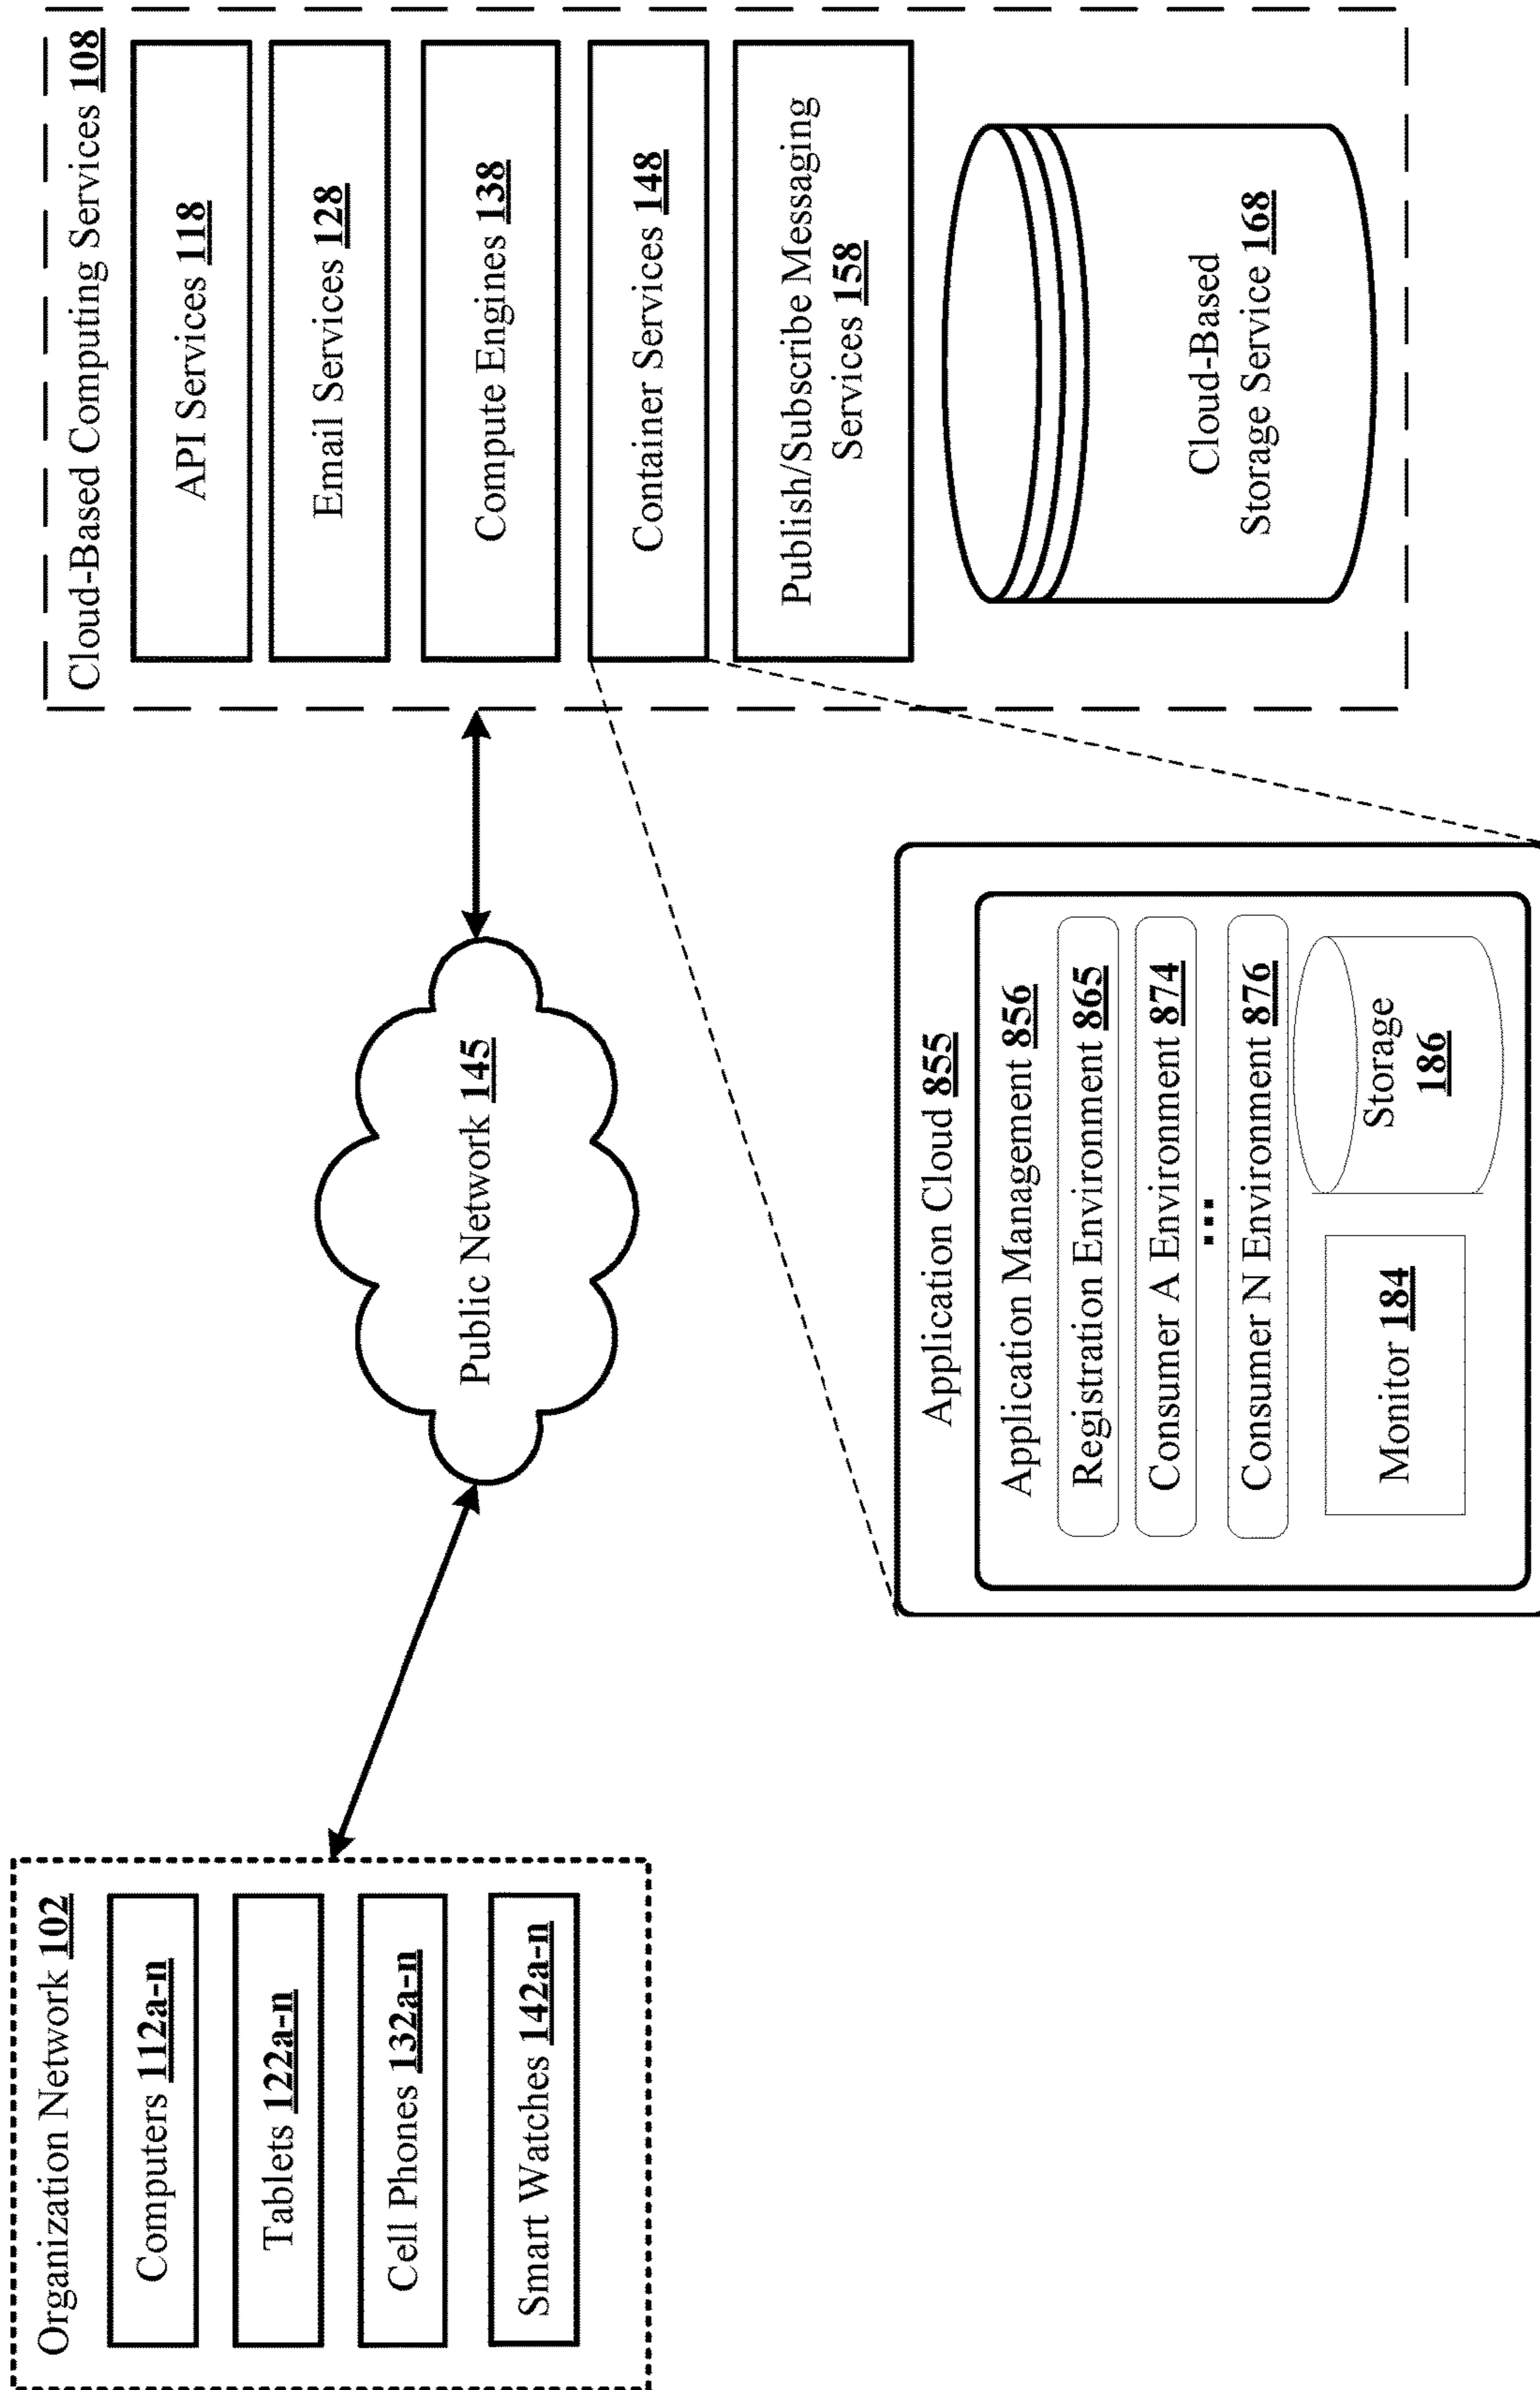 Organization Network 102
Computers 112a-n
Tablets 122a-n
Cell Phones 132a-n
Smart Watches 142a-n
Public Network 145
Cloud-Based Computing Services 108
API Services 118
Email Services 128
Compute Engines 138
Container Services 148
Publish/Subscribe Messaging
Services 158
Cloud-Based
Storage Service 168
Application Cloud 855
Application Management 856
Registration Environment 865
Consumer A Environment 874
...
Consumer N Environment 876
Monitor 184
Storage
186